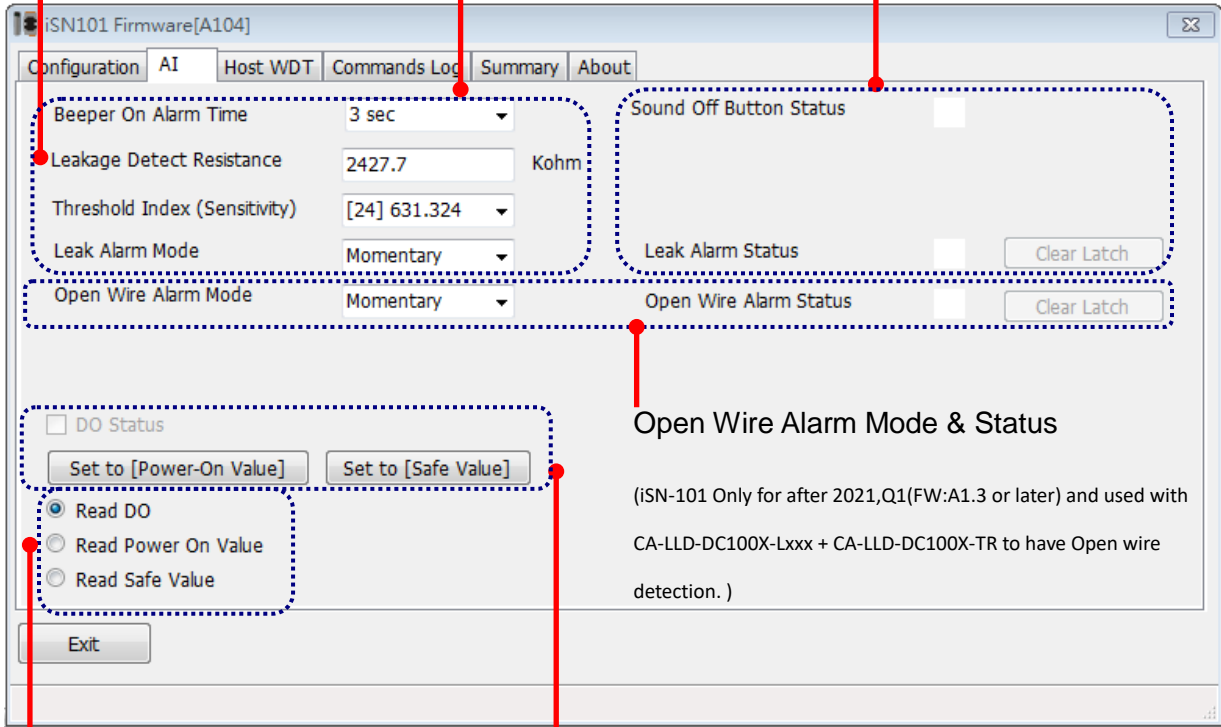 iSN101 Firmware[A104]
Configuration AI Host WDT Commands Log Summary About
Beeper On Alarm Time 3 sec Sound Off Button Status
Leakage Detect Resistance 2427.7 Kohm
Threshold Index (Sensitivity) [24] 631.324
Leak Alarm Mode Momentary Leak Alarm Status Clear Latch
Open Wire Alarm Mode Momentary Open Wire Alarm Status Clear Latch
DO Status
Set to [Power-On Value] Set to [Safe Value]
Read DO
Read Power On Value
Read Safe Value
Open Wire Alarm Mode & Status
(iSN-101 Only for after 2021,Q1(FW:A1.3 or later) and used with
CA-LLD-DC100X-Lxxx + CA-LLD-DC100X-TR to have Open wire
detection. )
Exit